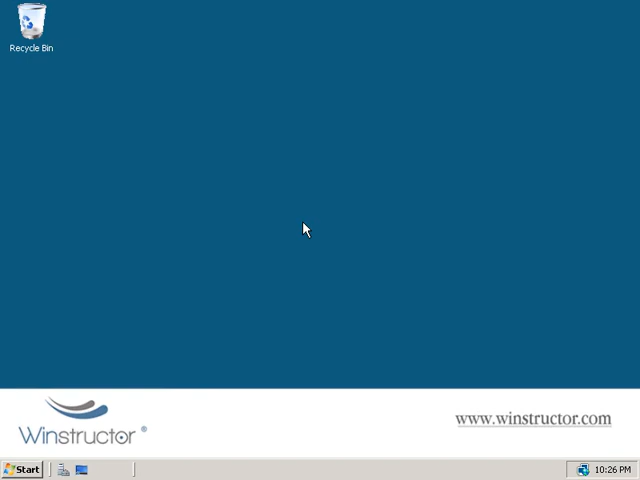 Recycle Bin
Winstructor ®
www.winstructor.com
Start
10:26 PM